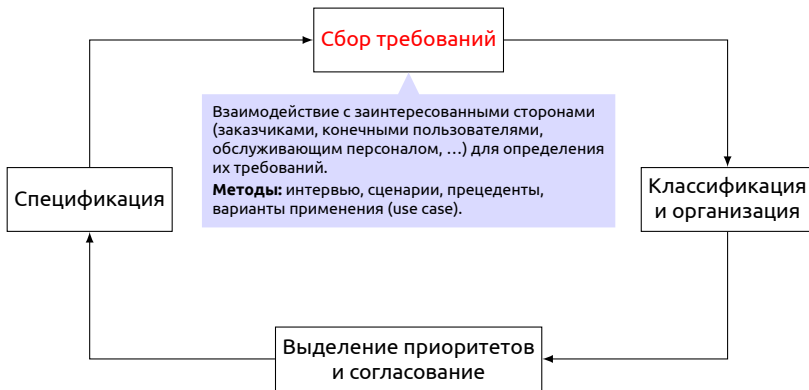 Сбор требований
Взаимодействие с заинтересованными сторонами
(заказчиками, конечными пользователями,
обслуживающим персоналом, …) для определения
их требований.
Методы: интервью, сценарии, прецеденты,
варианты применения (use case).
Спецификация
Классификация
и организация
Выделение приоритетов
и согласование